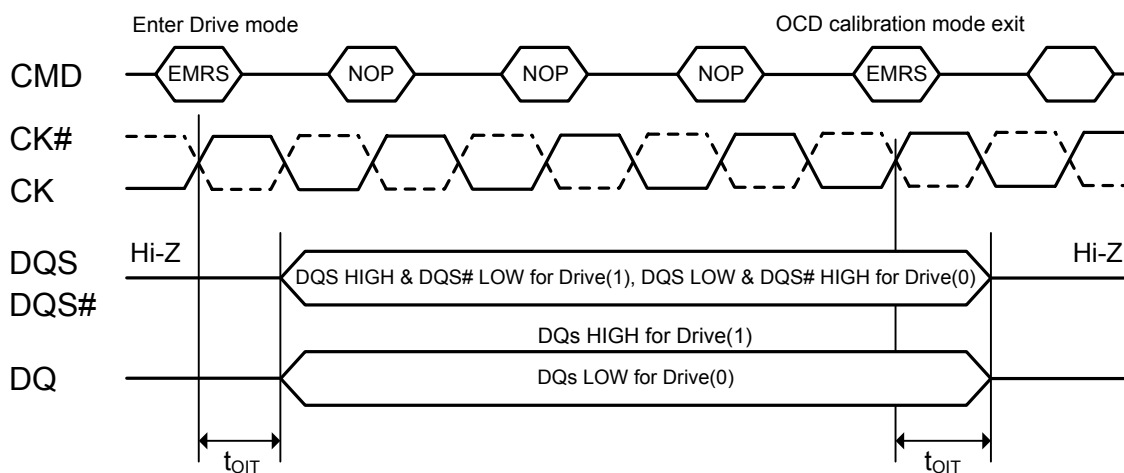 Enter Drive mode
OCD calibration mode exit
CMD
EMRS
NOP
NOP
NOP
EMRS
CK#
CK
Hi-Z
Hi-Z
DQS
DQS#
DQS HIGH & DQS# LOW for Drive(1), DQS LOW & DQS# HIGH for Drive(0)
DQs HIGH for Drive(1)
DQ
DQs LOW for Drive(0)
tOIT
tOIT